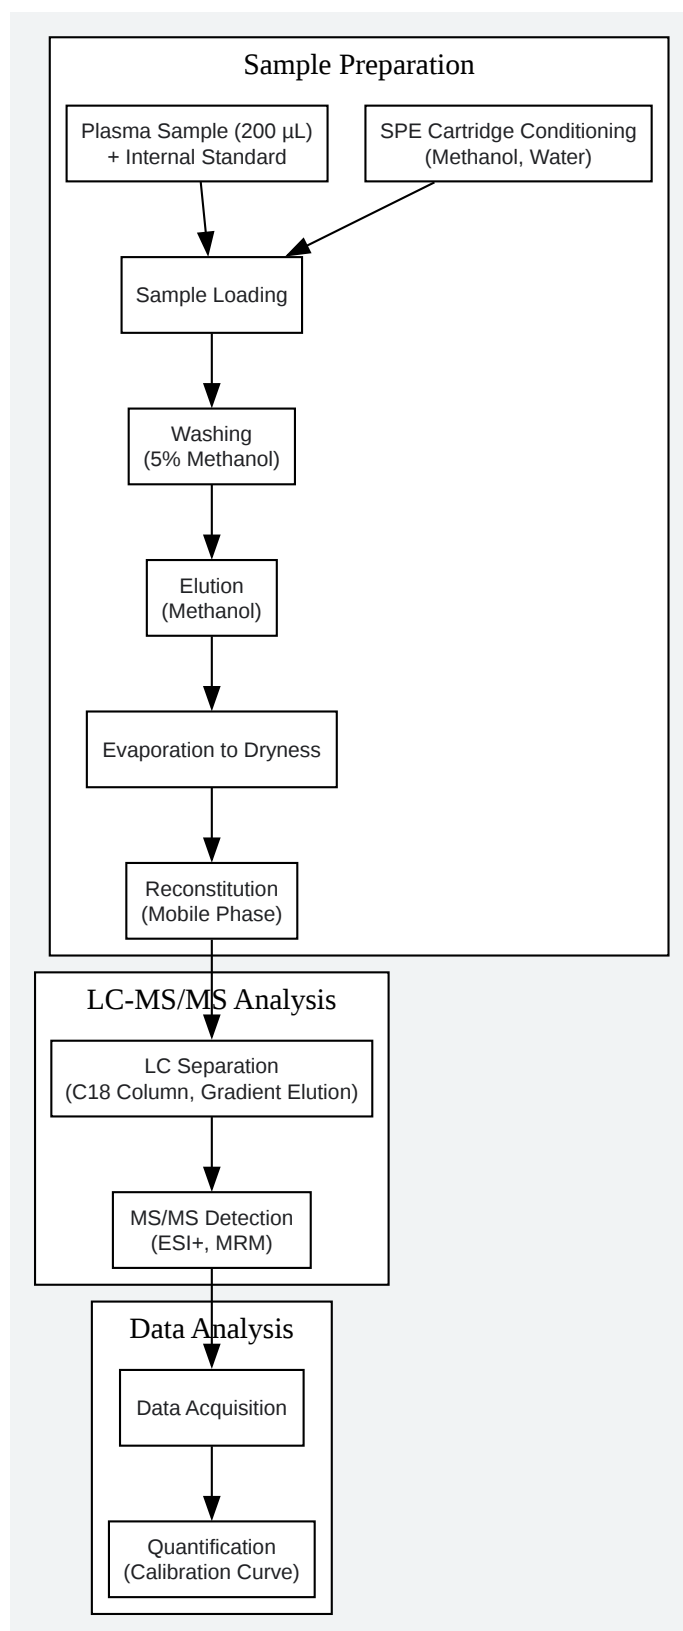 Sample Preparation
Plasma Sample (200 µL)
+ Internal Standard
SPE Cartridge Conditioning
(Methanol, Water)
Sample Loading
Washing
(5% Methanol)
Elution
(Methanol)
Evaporation to Dryness
Reconstitution
(Mobile Phase)
LC-MS/MS Analysis
LC Separation
(C18 Column, Gradient Elution)
MS/MS Detection
(ESI+, MRM)
Data Analysis
Data Acquisition
Quantification
(Calibration Curve)